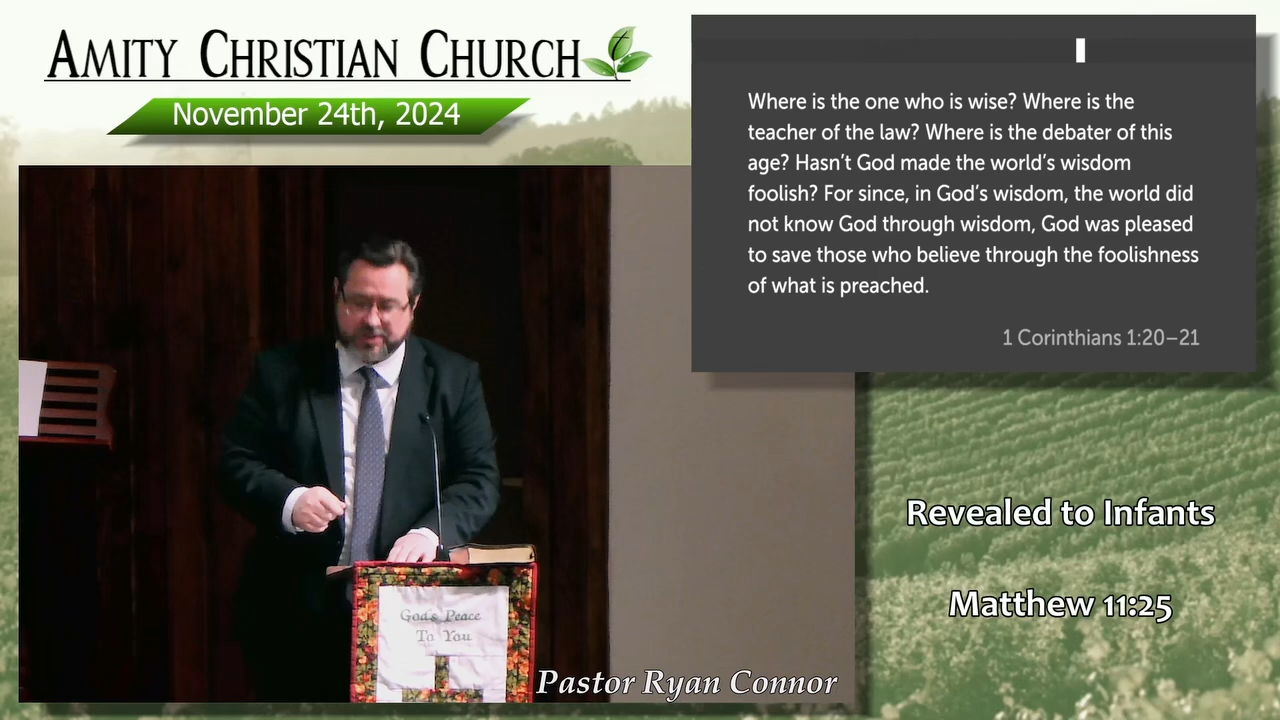 AMITY CHRISTIAN CHURCH
November 24th, 2024
Where is the one who is wise? Where is the
teacher of the law? Where is the debater of this
age? Hasn't God made the world's wisdom
foolish? For since, in God's wisdom, the world did
not know God through wisdom, God was pleased
to save those who believe through the foolishness
of what is preached.
1 Corinthians 1:20–21
Revealed to Infants
Matthew 11:25
God's Peace
To You
Pastor Ryan Connor